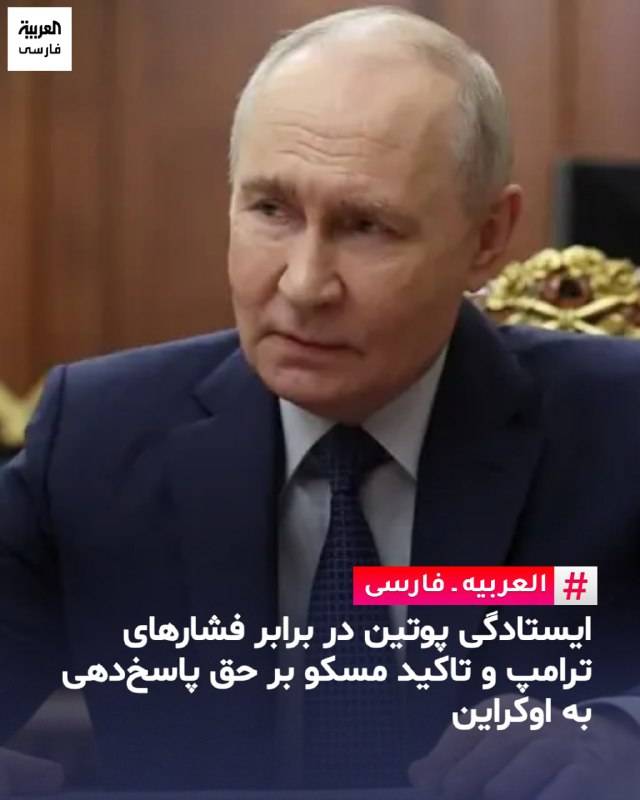 العربية
فارسی
# العربیه ـ فارسی
ایستادگی پوتین در برابر فشارهای
ترامپ و تاکید مسکو بر حق پاسخ‌دهی
به اوکراین